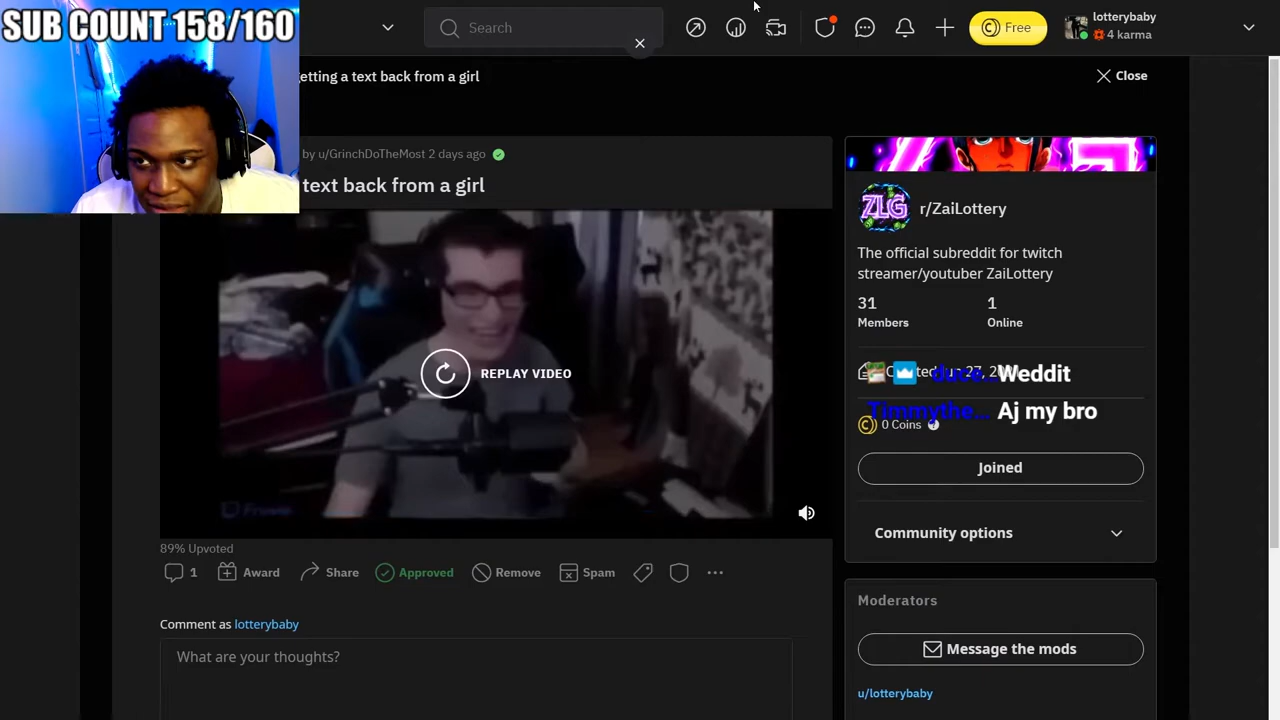 SUB COUNT 158/160
Search
Free
lotterybaby
4 karma
etting a text back from a girl
Close
by u/GrinchDoTheMost 2 days ago
text back from a girl
REPLAY VIDEO
89% Upvoted
1
Award
Share
Approved
Remove
Spam
Comment as lotterybaby
What are your thoughts?
ZLG
r/ZaiLottery
The official subreddit for twitch
streamer/youtuber ZaiLottery
31
1
Members
Online
duce... Weddit
Timmythe... Aj my bro
0 Coins
Joined
Community options
Moderators
Message the mods
u/lotterybaby